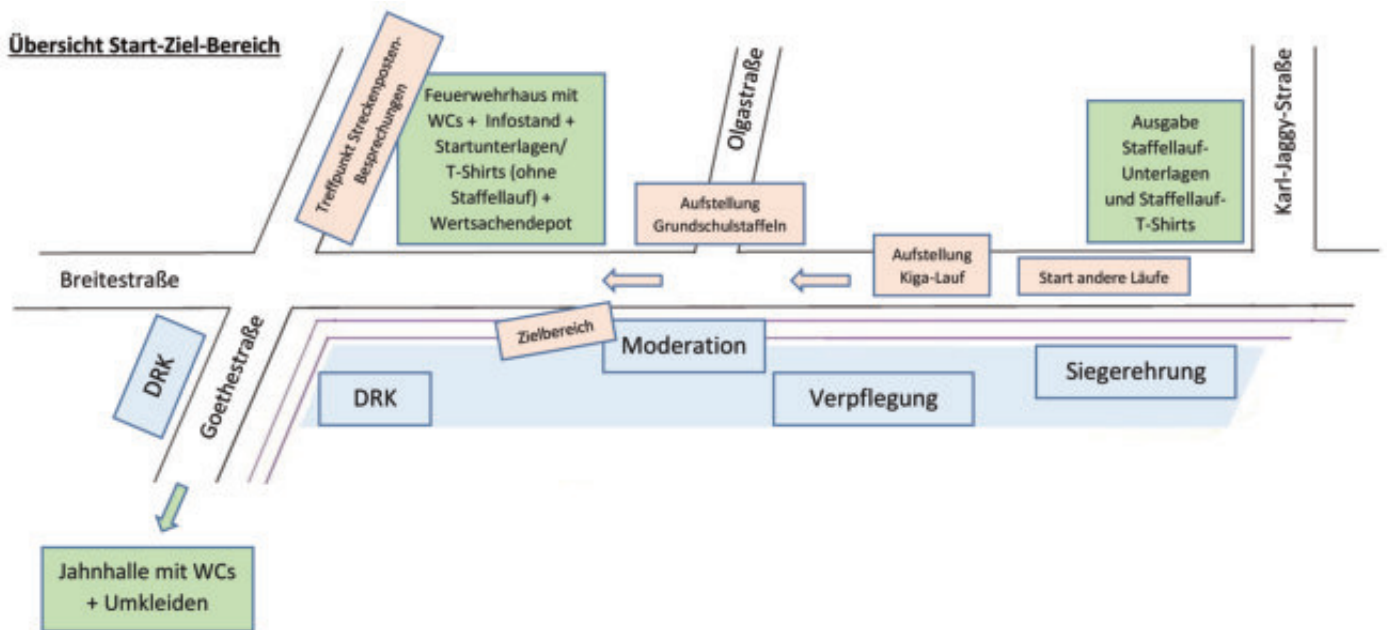 Übersicht Start-Ziel-Bereich
Treffpunkt Streckenposten-
Besprechungen
Feuerwehrhaus mit
WCs + Infostand +
Startunterlagen/
T-Shirts (ohne
Staffellauf) +
Wertsachendepot
Olgastraße
Aufstellung
Grundschulstaffeln
Ausgabe
Staffellauf-
Unterlagen
und Staffellauf-
T-Shirts
Karl-Jaggy-Straße
Breitestraße
Aufstellung
Kiga-Lauf
Start andere Läufe
Zielbereich
Moderation
DRK
Goethestraße
DRK
Verpflegung
Siegerehrung
Jahnhalle mit WCs
+ Umkleiden